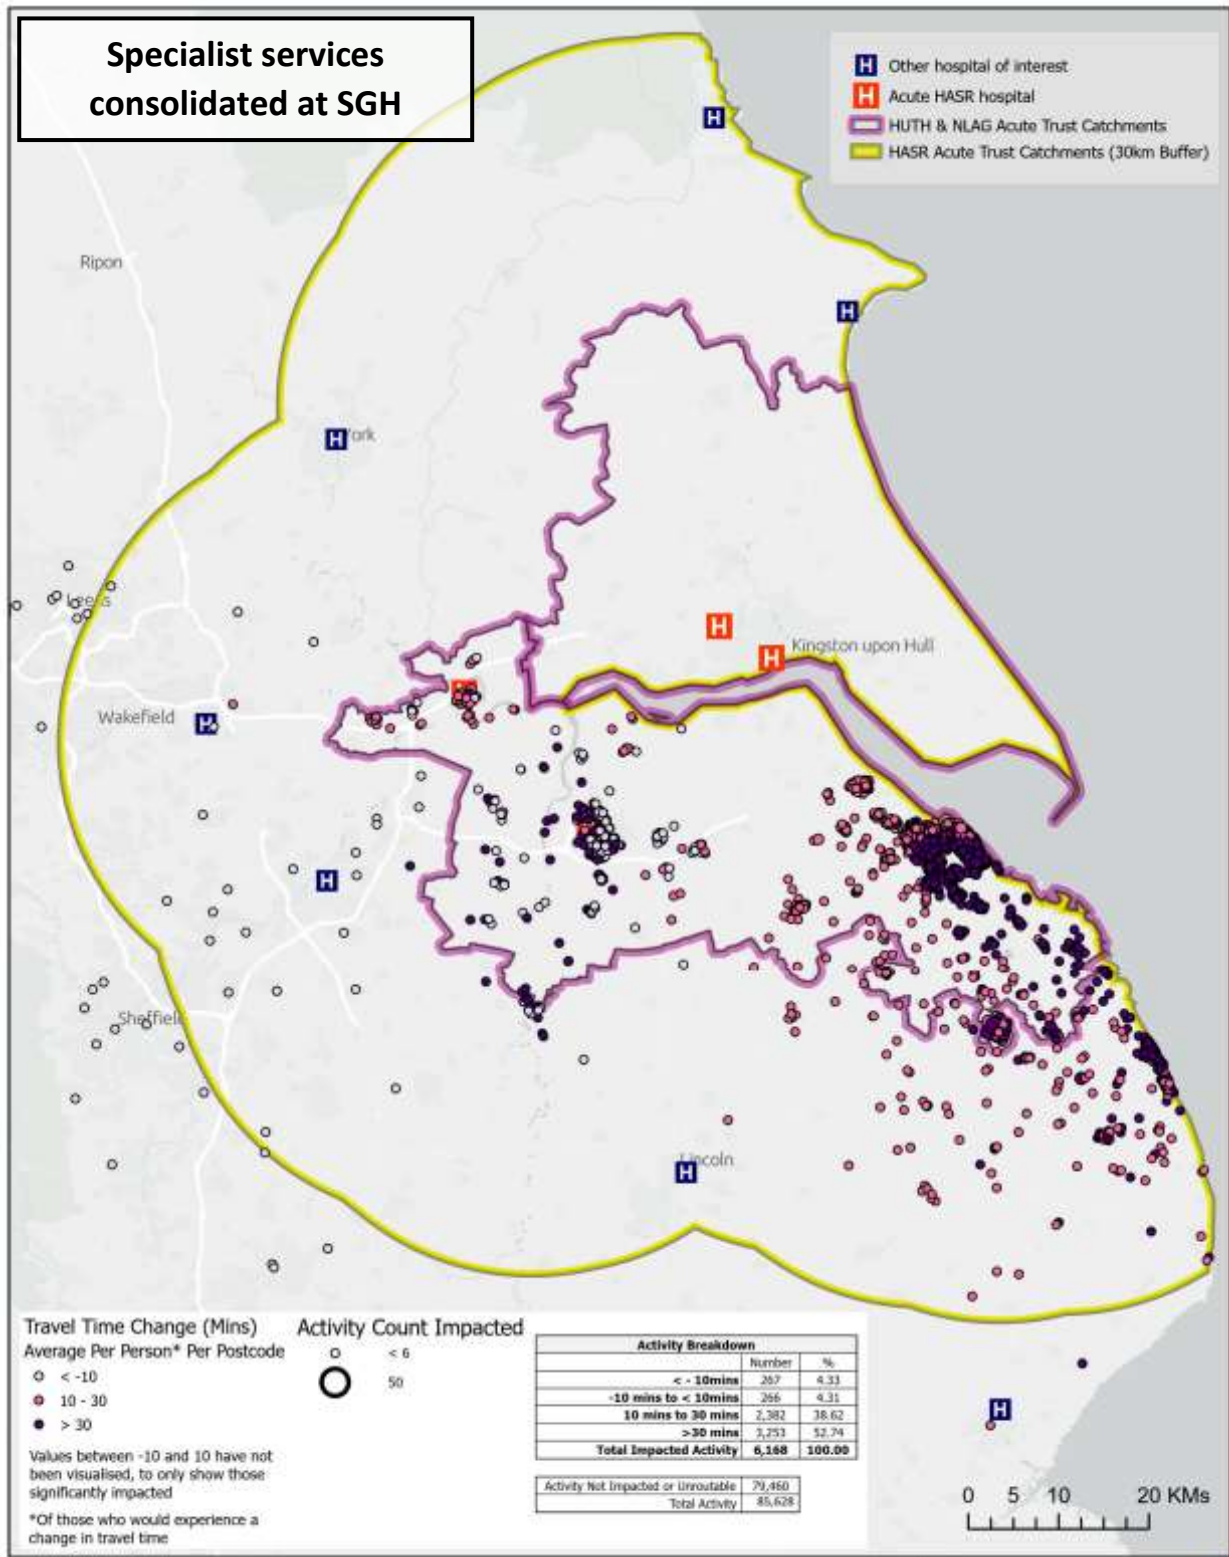 Specialist services
consolidated at SGH
H Other hospital of interest
H Acute HASR hospital
HUTH & NLAG Acute Trust Catchments
HASR Acute Trust Catchments (30km Buffer)
H
Ripon
H
H
ork
Leeds
H
Kingston upon Hull
H
Wakefield
H
H
Sheffield
Lincoln
H
Travel Time Change (Mins)
Average Per Person* Per Postcode
< -10
10 - 30
> 30
Values between -10 and 10 have not
been visualised, to only show those
significantly impacted
*Of those who would experience a
change in travel time
Activity Count Impacted
< 6
50
Activity Breakdown
Number %
< - 10mins 267 4.33
-10 mins to < 10mins 266 4.31
10 mins to 30 mins 2,382 38.62
>30 mins 3,253 52.74
Total Impacted Activity 6,168 100.00
Activity Not Impacted or Unroutable 79,460
Total Activity 85,628
H
0 5 10 20 KMs